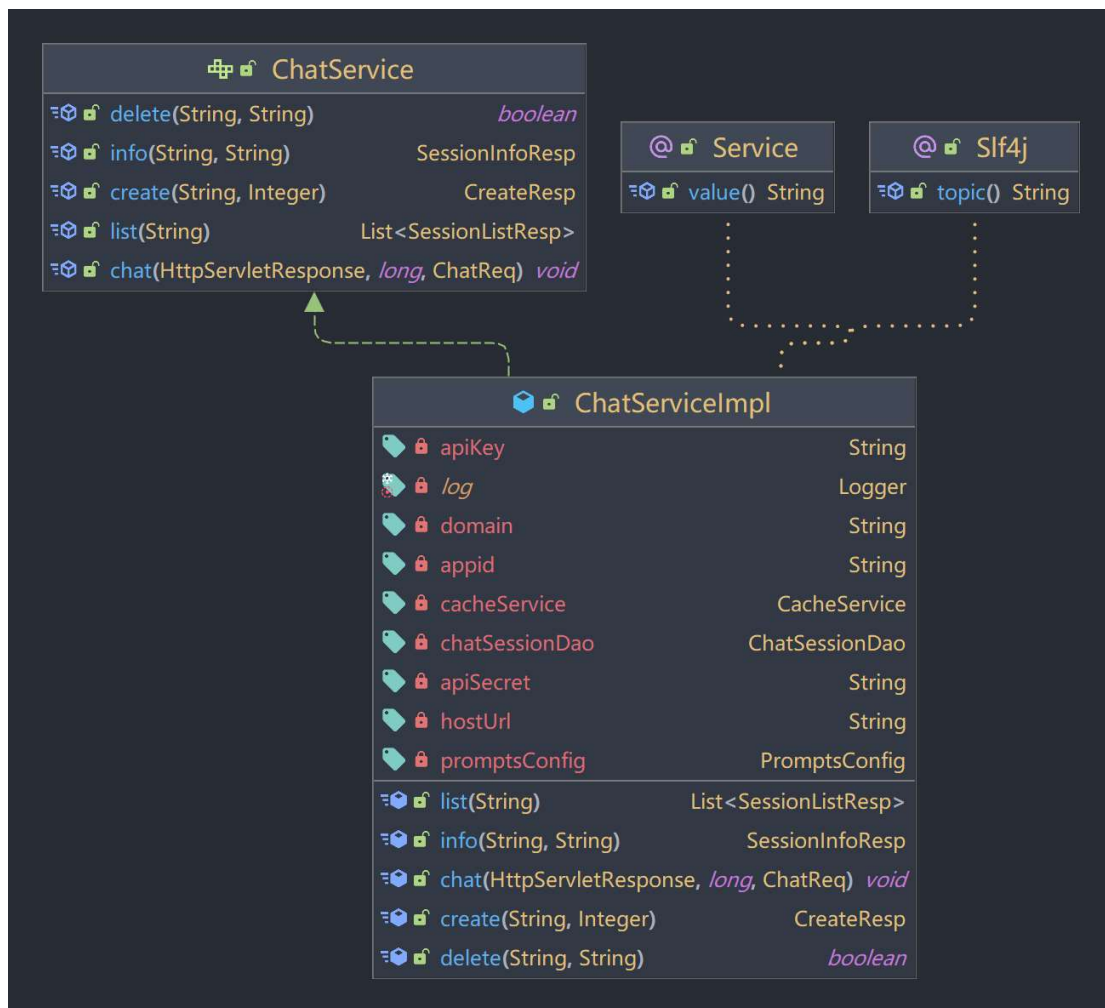 ChatService
delete(String, String) boolean
info(String, String) SessionInfoResp
create(String, Integer) CreateResp
list(String) List<SessionListResp>
chat(HttpServletResponse, long, ChatReq) void
@ Service
value() String
@ Slf4j
topic() String
ChatServiceImpl
apiKey String
log Logger
domain String
appid String
cacheService CacheService
chatSessionDao ChatSessionDao
apiSecret String
hostUrl String
promptsConfig PromptsConfig
list(String) List<SessionListResp>
info(String, String) SessionInfoResp
chat(HttpServletResponse, long, ChatReq) void
create(String, Integer) CreateResp
delete(String, String) boolean